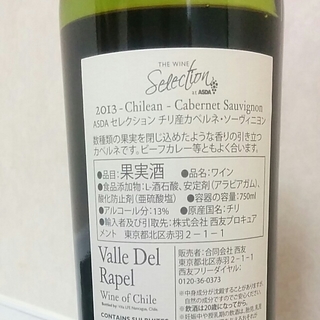 THE WINE
Selection
by ASDA
2013 - Chilean - Cabernet Sauvignon
ASDA セレクション チリ産カベルネ・ソーヴィニヨン
数種類の果実を閉じ込めたような香りの引き立つ
カベルネです。ビーフカレー等ともよく合います。
●品目:果実酒 ●品名:ワイン
●食品添加物:L-酒石酸、安定剤(アラビアガム)、
酸化防止剤(亜硫酸塩) ●容器の容量:750ml
●アルコール分:13% ●原産国名:チリ
●輸入者及び引取先:株式会社 西友プロキュア
メント 東京都北区赤羽2-1-1
Valle Del
Rapel
Wine of Chile
販売者:合同会社 西友
東京都北区赤羽2-1-1
西友フリーダイヤル:
0120-36-0373
CONTAINS SULPHITES